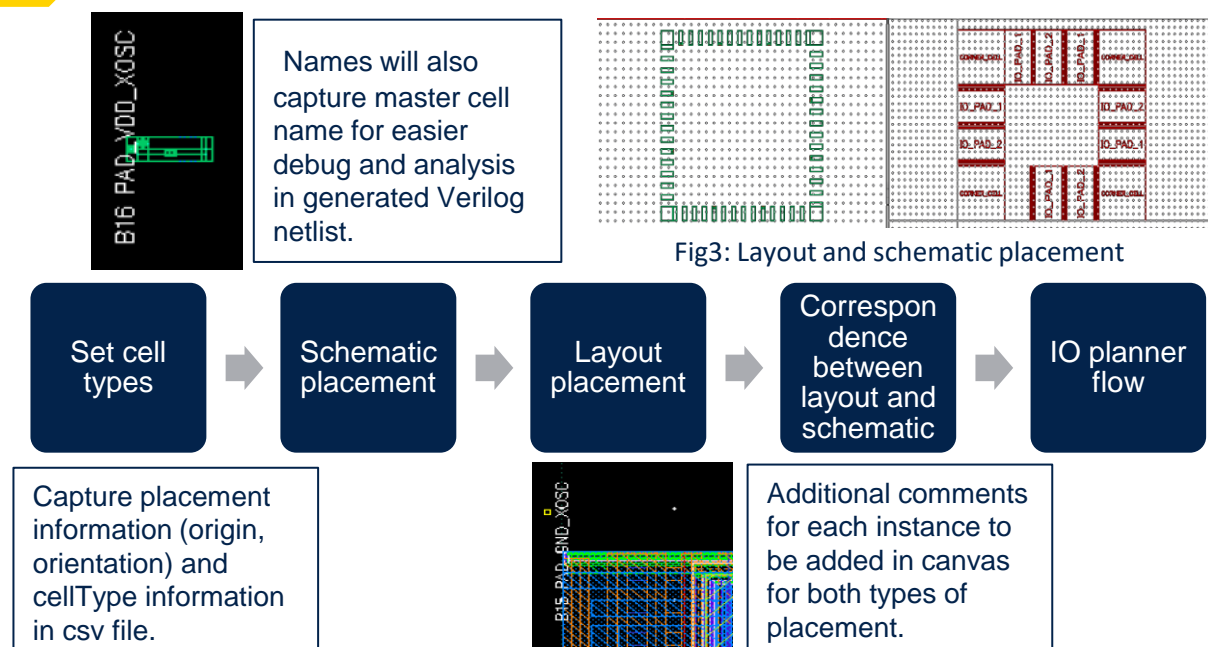 B16 PAD_VDD_XOSC
Names will also
capture master cell
name for easier
debug and analysis
in generated Verilog
netlist.
CORNER_CELL
IO_PAD_1
IO_PAD_2
IO_PAD_1
CORNER_CELL
IO_PAD_1
IO_PAD_2
IO_PAD_2
IO_PAD_1
CORNER_CELL
IO_PAD_1
IO_PAD_2
CORNER_CELL
Fig3: Layout and schematic placement
Set cell
types
Schematic
placement
Layout
placement
Correspon
dence
between
layout and
schematic
IO planner
flow
Capture placement
information (origin,
orientation) and
cellType information
in csv file.
B15 PAD_GND_XOSC
Additional comments
for each instance to
be added in canvas
for both types of
placement.